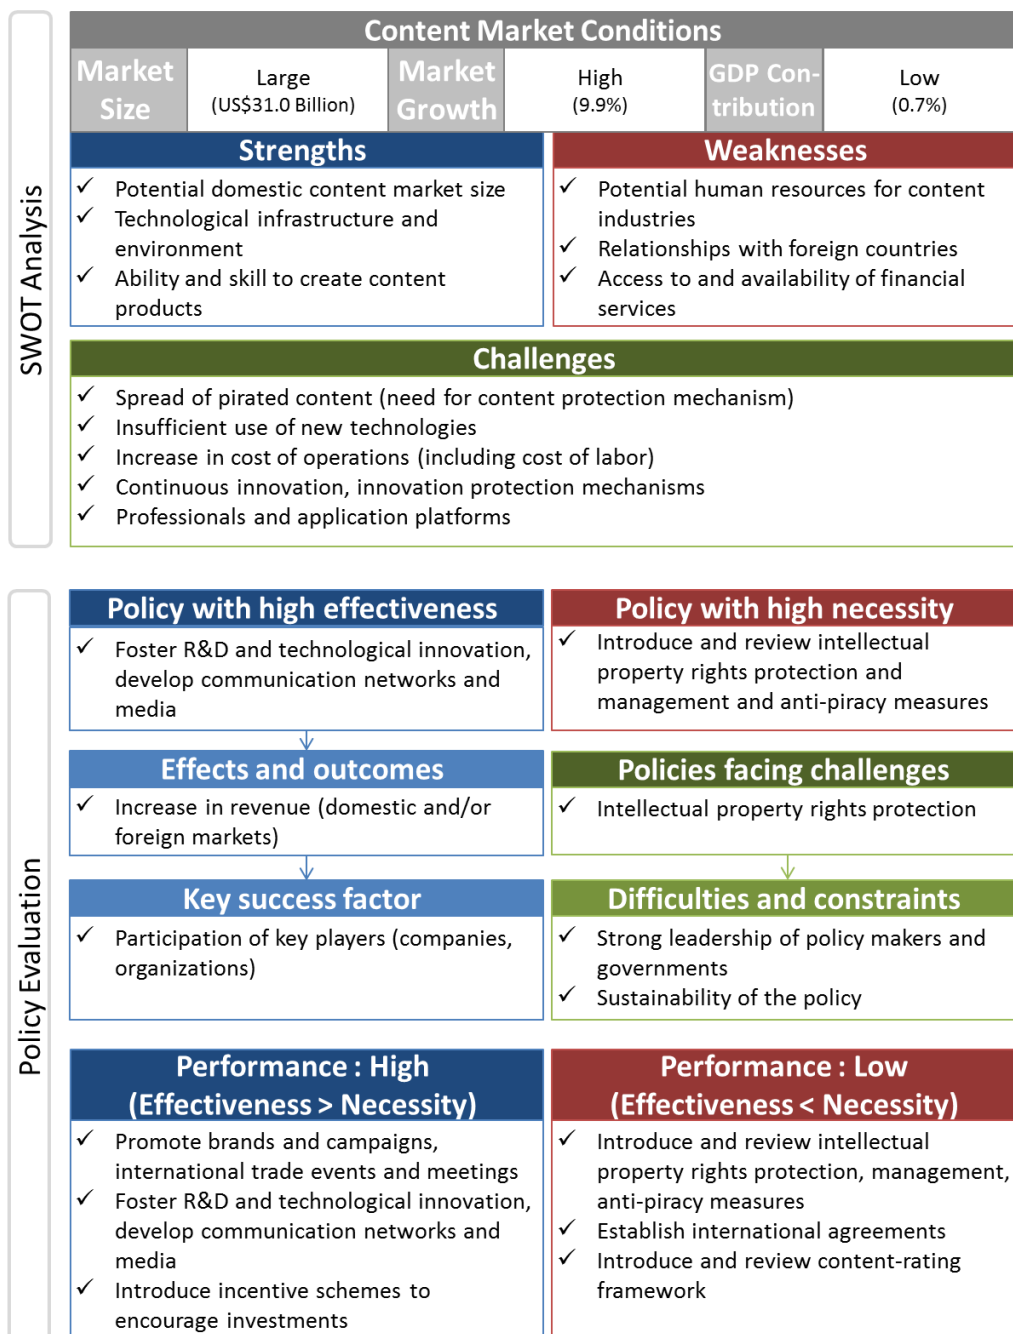 SWOT Analysis
Content Market Conditions
Market
Size
Large
(US$31.0 Billion)
Market
Growth
High
(9.9%)
GDP Con-
tribution
Low
(0.7%)
Strengths
✓ Potential domestic content market size
✓ Technological infrastructure and
environment
✓ Ability and skill to create content
products
Weaknesses
✓ Potential human resources for content
industries
✓ Relationships with foreign countries
✓ Access to and availability of financial
services
Challenges
✓ Spread of pirated content (need for content protection mechanism)
✓ Insufficient use of new technologies
✓ Increase in cost of operations (including cost of labor)
✓ Continuous innovation, innovation protection mechanisms
✓ Professionals and application platforms
Policy Evaluation
Policy with high effectiveness
✓ Foster R&D and technological innovation,
develop communication networks and
media
Policy with high necessity
✓ Introduce and review intellectual
property rights protection and
management and anti-piracy measures
Effects and outcomes
✓ Increase in revenue (domestic and/or
foreign markets)
Policies facing challenges
✓ Intellectual property rights protection
Key success factor
✓ Participation of key players (companies,
organizations)
Difficulties and constraints
✓ Strong leadership of policy makers and
governments
✓ Sustainability of the policy
Performance : High
(Effectiveness > Necessity)
✓ Promote brands and campaigns,
international trade events and meetings
✓ Foster R&D and technological innovation,
develop communication networks and
media
✓ Introduce incentive schemes to
encourage investments
Performance : Low
(Effectiveness < Necessity)
✓ Introduce and review intellectual
property rights protection, management,
anti-piracy measures
✓ Establish international agreements
✓ Introduce and review content-rating
framework